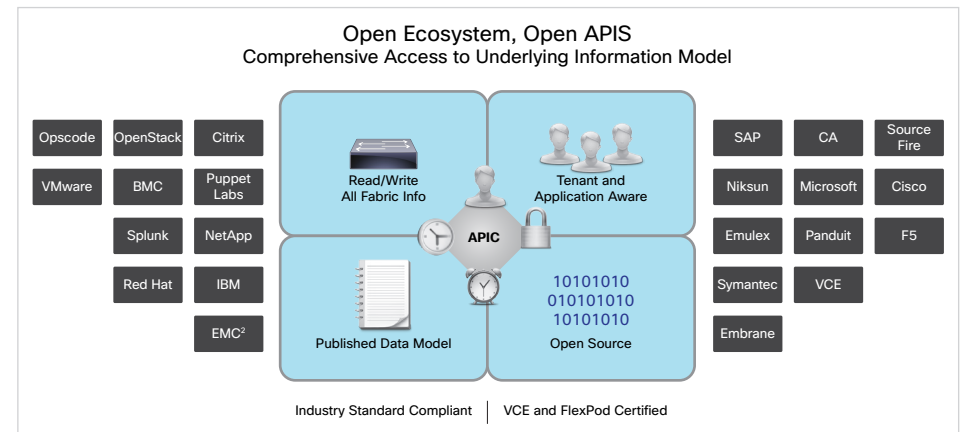 Open Ecosystem, Open APIS
Comprehensive Access to Underlying Information Model
Opscode
OpenStack
Citrix
VMware
BMC
Puppet
Labs
Splunk
NetApp
Red Hat
IBM
EMC²
Read/Write
All Fabric Info
Tenant and
Application Aware
APIC
Published Data Model
10101010
010101010
10101010
Open Source
SAP
CA
Source
Fire
Niksun
Microsoft
Cisco
Emulex
Panduit
F5
Symantec
VCE
Embrane
Industry Standard Compliant
VCE and FlexPod Certified